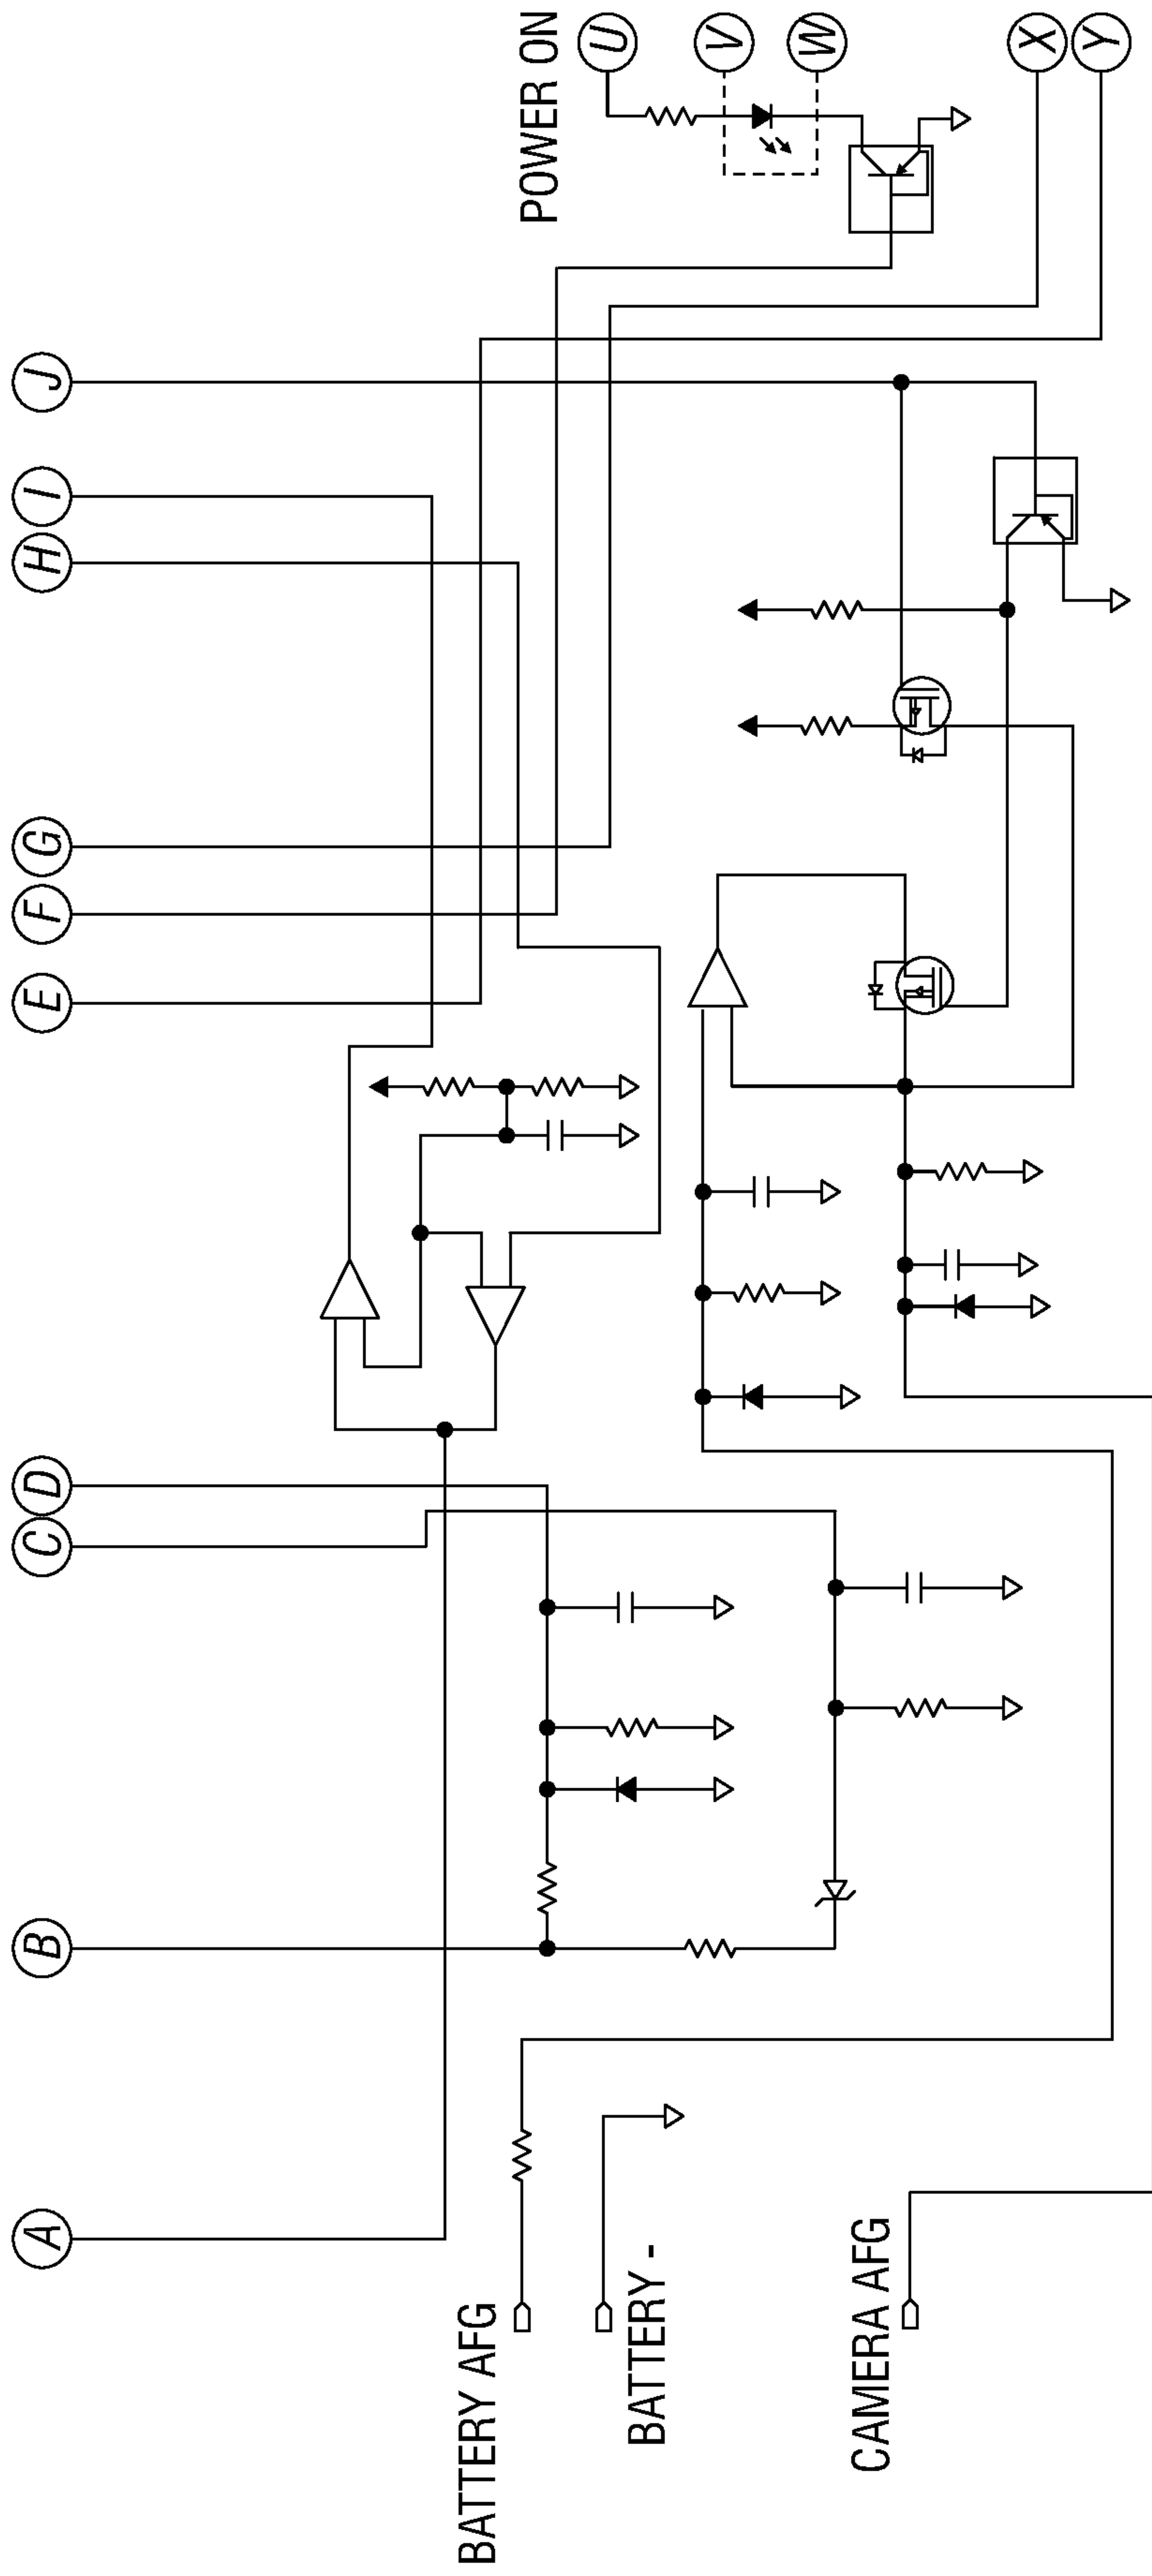 A
B
C
D
E
F
G
H
I
J
BATTERY AFG
BATTERY -
CAMERA AFG
POWER ON
U
V
W
X
Y